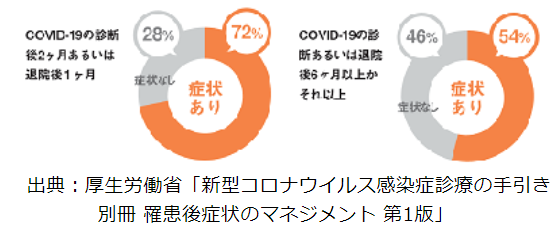 COVID-19の診断
後2ヶ月あるいは
退院後1ヶ月
28%
72%
症状なし
症状
あり
COVID-19の診
断あるいは退院
後6ヶ月以上か
それ以上
46%
54%
症状なし
症状
あり
出典：厚生労働省「新型コロナウイルス感染症診療の手引き
別冊 罹患後症状のマネジメント 第1版」